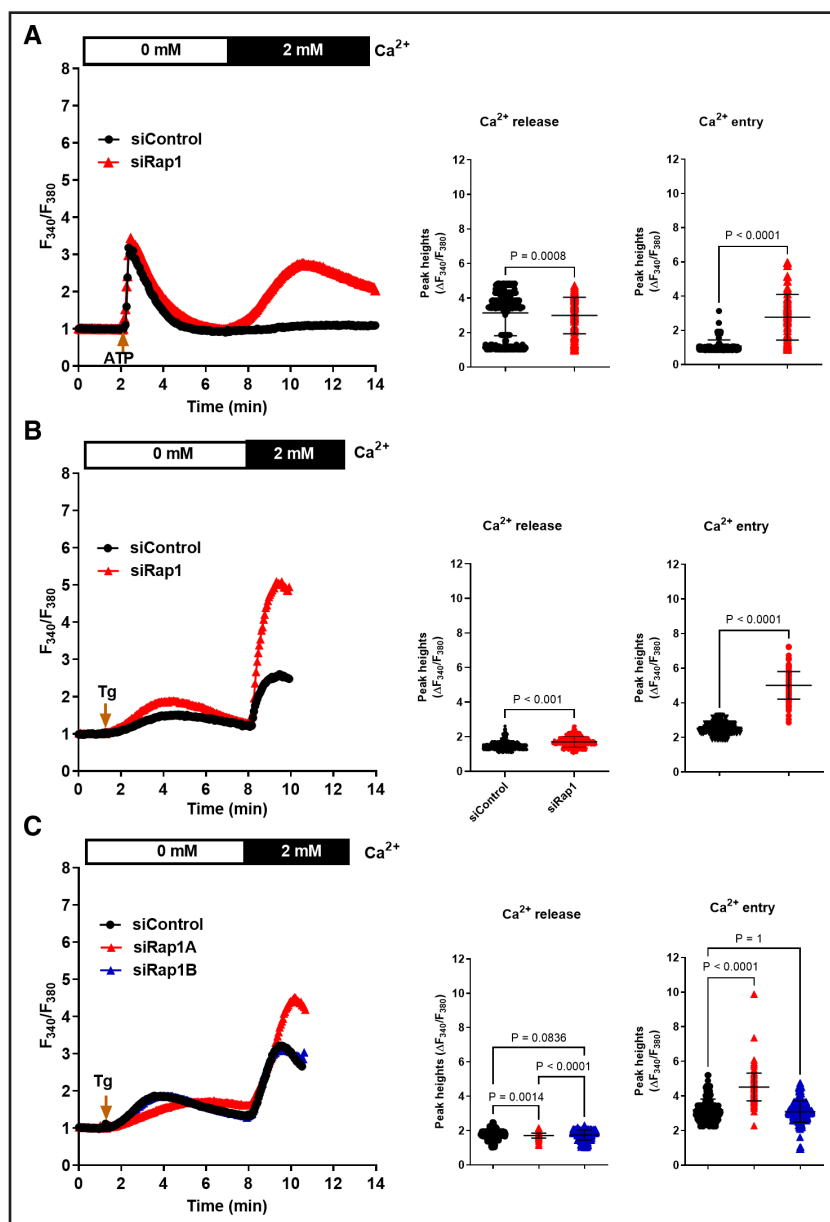 A
0 mM
2 mM
Ca2+
8
7
6
5
4
3
2
1
0
siControl
siRap1
F340/F380
ATP
0
2
4
6
8
10
12
14
Time (min)
Ca2+ release
12
10
8
6
4
2
0
Peak heights
(ΔF340/F380)
P = 0.0008
Ca2+ entry
12
10
8
6
4
2
0
Peak heights
(ΔF340/F380)
P < 0.0001
B
0 mM
2 mM
Ca2+
8
7
6
5
4
3
2
1
0
siControl
siRap1
F340/F380
Tg
0
2
4
6
8
10
12
14
Time (min)
Ca2+ release
12
10
8
6
4
2
0
Peak heights
(ΔF340/F380)
P < 0.001
siControl
siRap1
Ca2+ entry
12
10
8
6
4
2
0
Peak heights
(ΔF340/F380)
P < 0.0001
C
0 mM
2 mM
Ca2+
8
7
6
5
4
3
2
1
0
siControl
siRap1A
siRap1B
F340/F380
Tg
0
2
4
6
8
10
12
14
Time (min)
Ca2+ release
12
10
8
6
4
2
0
Peak heights (ΔF340/F380)
P = 0.0836
P < 0.0001
P = 0.0014
Ca2+ entry
12
10
8
6
4
2
0
Peak heights
(ΔF340/F380)
P = 1
P < 0.0001